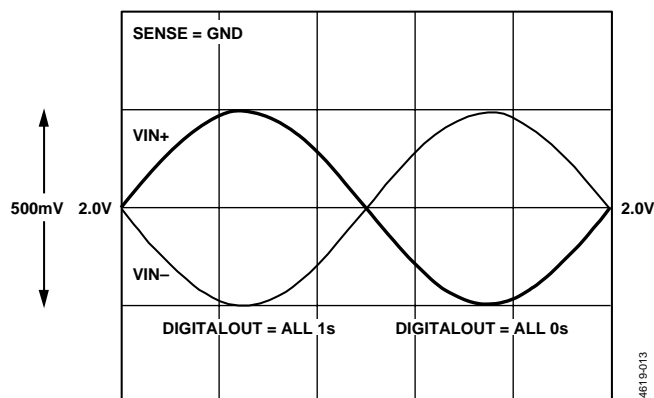 SENSE = GND
VIN+
500mV
2.0V
2.0V
VIN–
DIGITALOUT = ALL 1s
DIGITALOUT = ALL 0s
4619-013